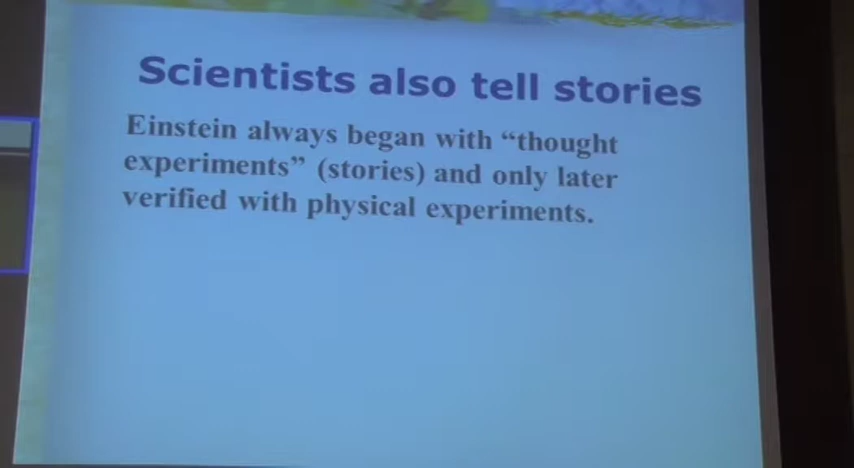 Scientists also tell stories
Einstein always began with “thought
experiments” (stories) and only later
verified with physical experiments.